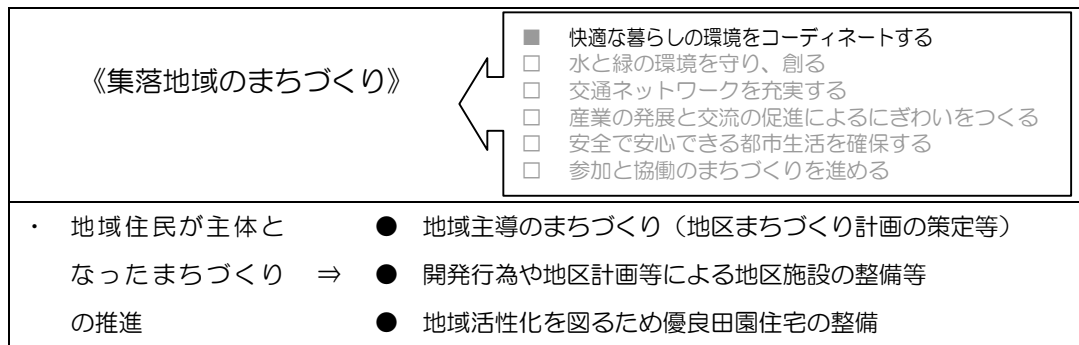 《集落地域のまちづくり》
■ 快適な暮らしの環境をコーディネートする
□ 水と緑の環境を守り、創る
□ 交通ネットワークを充実する
□ 産業の発展と交流の促進によるにぎわいをつくる
□ 安全で安心できる都市生活を確保する
□ 参加と協働のまちづくりを進める
・ 地域住民が主体と
なったまちづくり ⇒
の推進
● 地域主導のまちづくり（地区まちづくり計画の策定等）
● 開発行為や地区計画等による地区施設の整備等
● 地域活性化を図るため優良田園住宅の整備